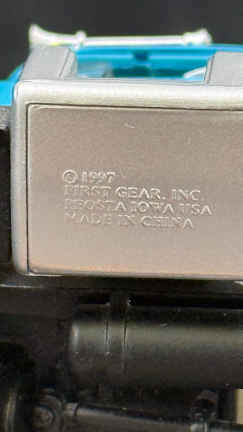 © 1997
FIRST GEAR, INC.
PEOSTA IOWA USA
MADE IN CHINA